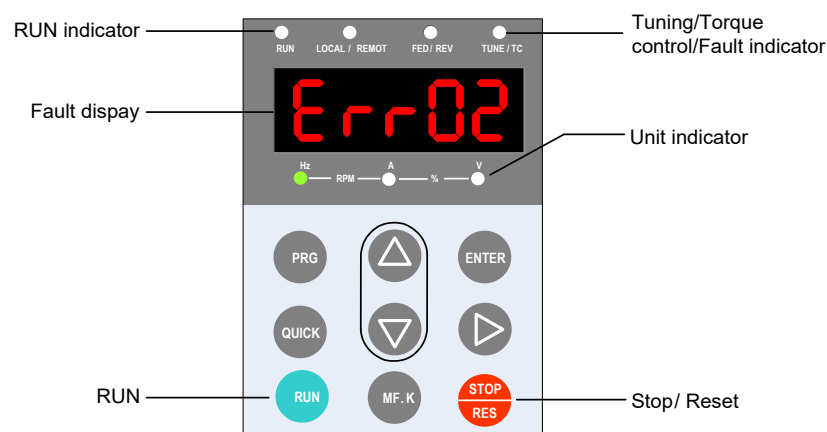 RUN indicator
Tuning/Torque
control/Fault indicator
RUN
LOCAL / REMOT
FED / REV
TUNE / TC
Fault dispay
Err02
Unit indicator
Hz
RPM
A
%
V
PRG
ENTER
QUICK
RUN
RUN
MF.K
STOP
RES
Stop/ Reset